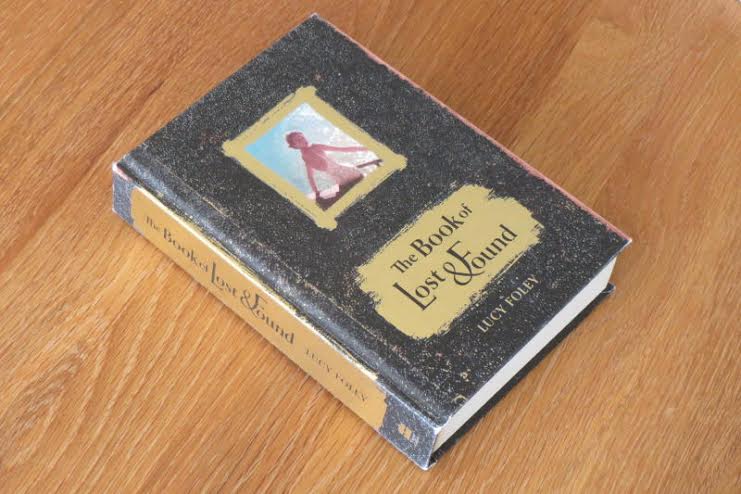 The Book of
Lost & Found
LUCY FOLEY
The Book of Lost & Found LUCY FOLEY